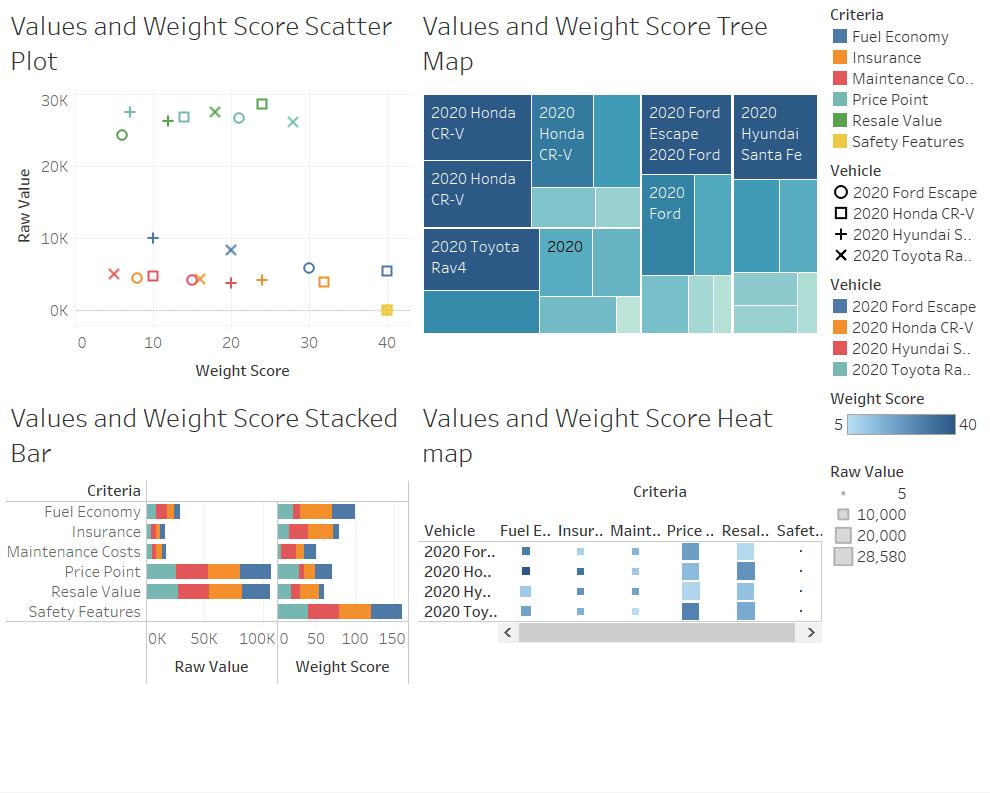 Values and Weight Score Scatter
Plot
30K
20K
10K
0K
Raw Value
0 10 20 30 40
Weight Score
Values and Weight Score Tree
Map
2020 Honda
CR-V
2020 Honda
CR-V
2020 Toyota
Rav4
2020
Honda
CR-V
2020
2020 Ford
Escape
2020 Ford
2020
Ford
2020
Hyundai
Santa Fe
Criteria
Fuel Economy
Insurance
Maintenance Co..
Price Point
Resale Value
Safety Features
Vehicle
2020 Ford Escape
2020 Honda CR-V
2020 Hyundai S..
2020 Toyota Ra..
Vehicle
2020 Ford Escape
2020 Honda CR-V
2020 Hyundai S..
2020 Toyota Ra..
Weight Score
5 40
Raw Value
5
10,000
20,000
28,580
Values and Weight Score Stacked
Bar
Criteria
Fuel Economy
Insurance
Maintenance Costs
Price Point
Resale Value
Safety Features
0K 50K 100K 0 50 100 150
Raw Value Weight Score
Values and Weight Score Heat
map
Criteria
Vehicle Fuel E.. Insur.. Maint.. Price .. Resal.. Safet..
2020 For..
2020 Ho..
2020 Hy..
2020 Toy..